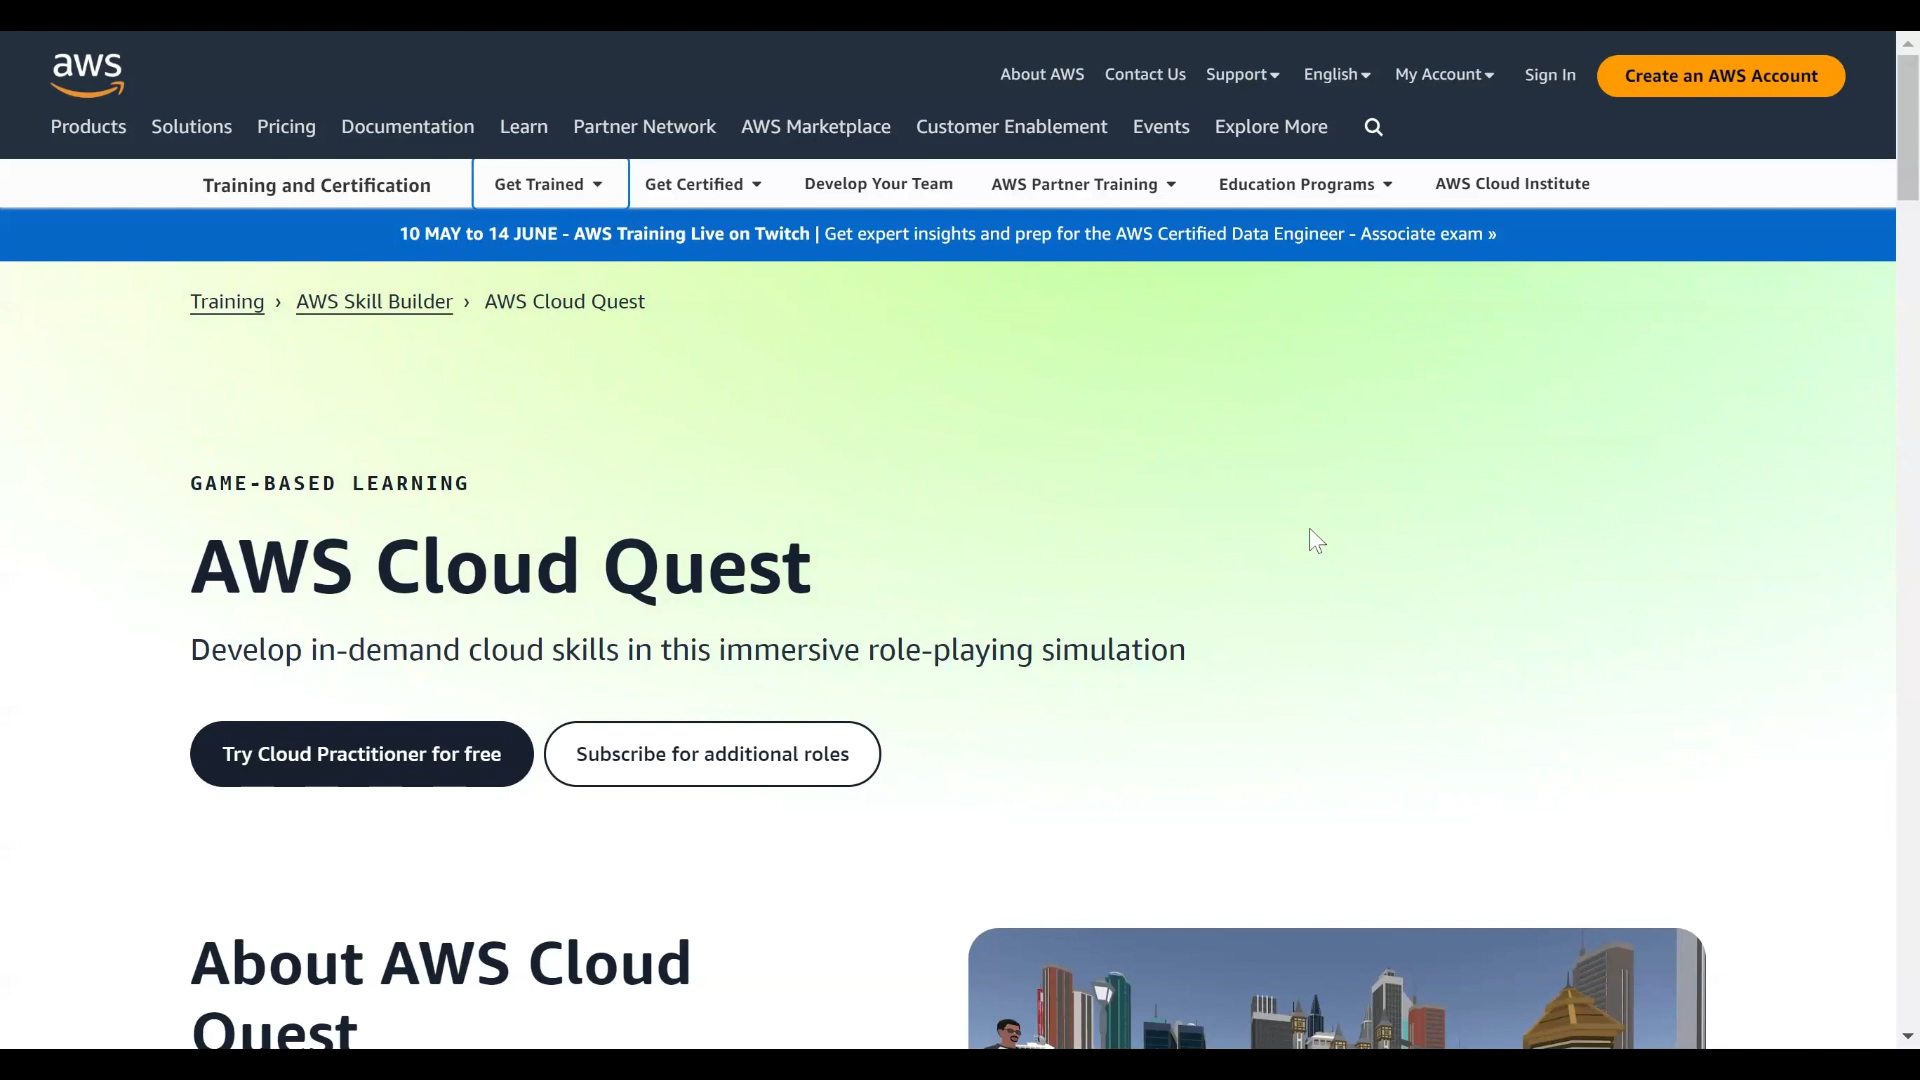 aws
About AWS Contact Us Support English My Account Sign In Create an AWS Account
Products Solutions Pricing Documentation Learn Partner Network AWS Marketplace Customer Enablement Events Explore More
Training and Certification Get Trained Get Certified Develop Your Team AWS Partner Training Education Programs AWS Cloud Institute
10 MAY to 14 JUNE - AWS Training Live on Twitch | Get expert insights and prep for the AWS Certified Data Engineer - Associate exam »
Training › AWS Skill Builder › AWS Cloud Quest
GAME-BASED LEARNING
AWS Cloud Quest
Develop in-demand cloud skills in this immersive role-playing simulation
Try Cloud Practitioner for free Subscribe for additional roles
About AWS Cloud
Quest